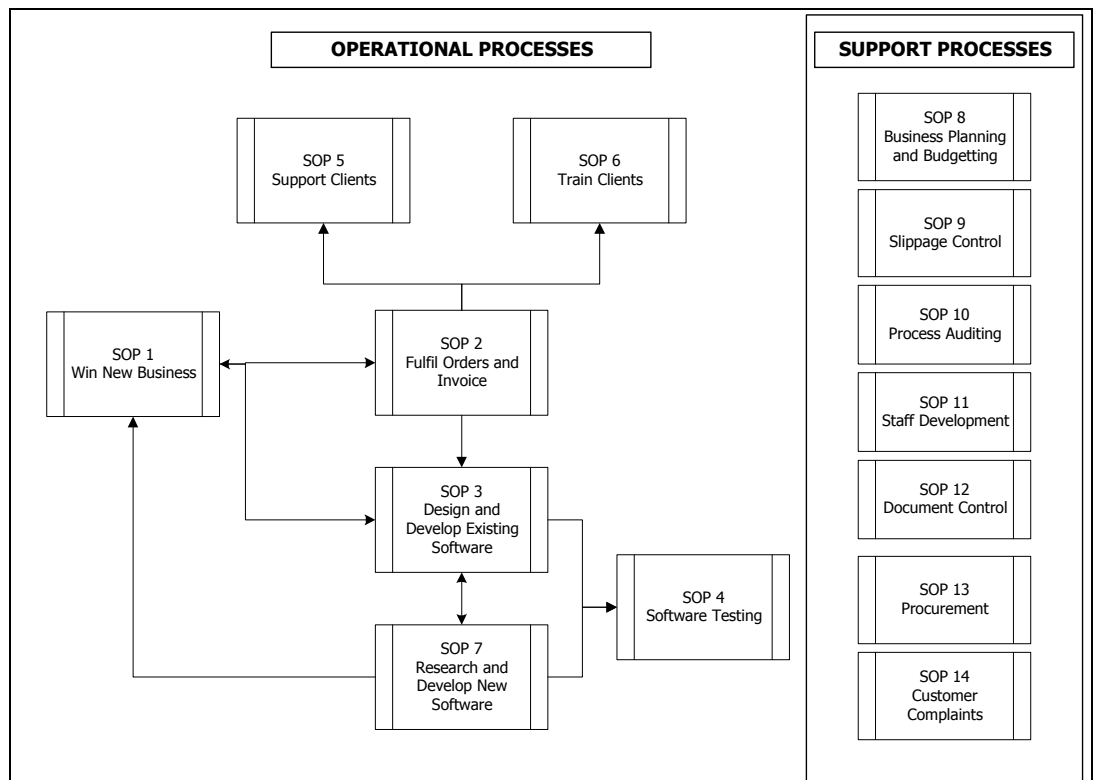 OPERATIONAL PROCESSES
SUPPORT PROCESSES
SOP 5
Support Clients
SOP 6
Train Clients
SOP 1
Win New Business
SOP 2
Fulfil Orders and
Invoice
SOP 3
Design and
Develop Existing
Software
SOP 4
Software Testing
SOP 7
Research and
Develop New
Software
SOP 8
Business Planning
and Budgetting
SOP 9
Slippage Control
SOP 10
Process Auditing
SOP 11
Staff Development
SOP 12
Document Control
SOP 13
Procurement
SOP 14
Customer
Complaints